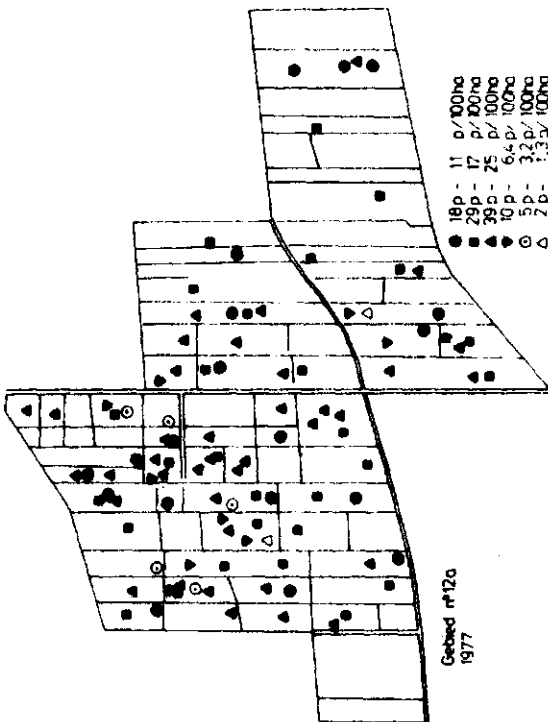 ● 18p - 11 p/100ha
■ 29p - 17 p/100ha
▲ 39p - 25 p/100ha
▼ 10p - 6,4 p/100ha
⊙ 5p - 3,2 p/100ha
△ 2p - 1,3 p/100ha
Gebied nº12a
1977